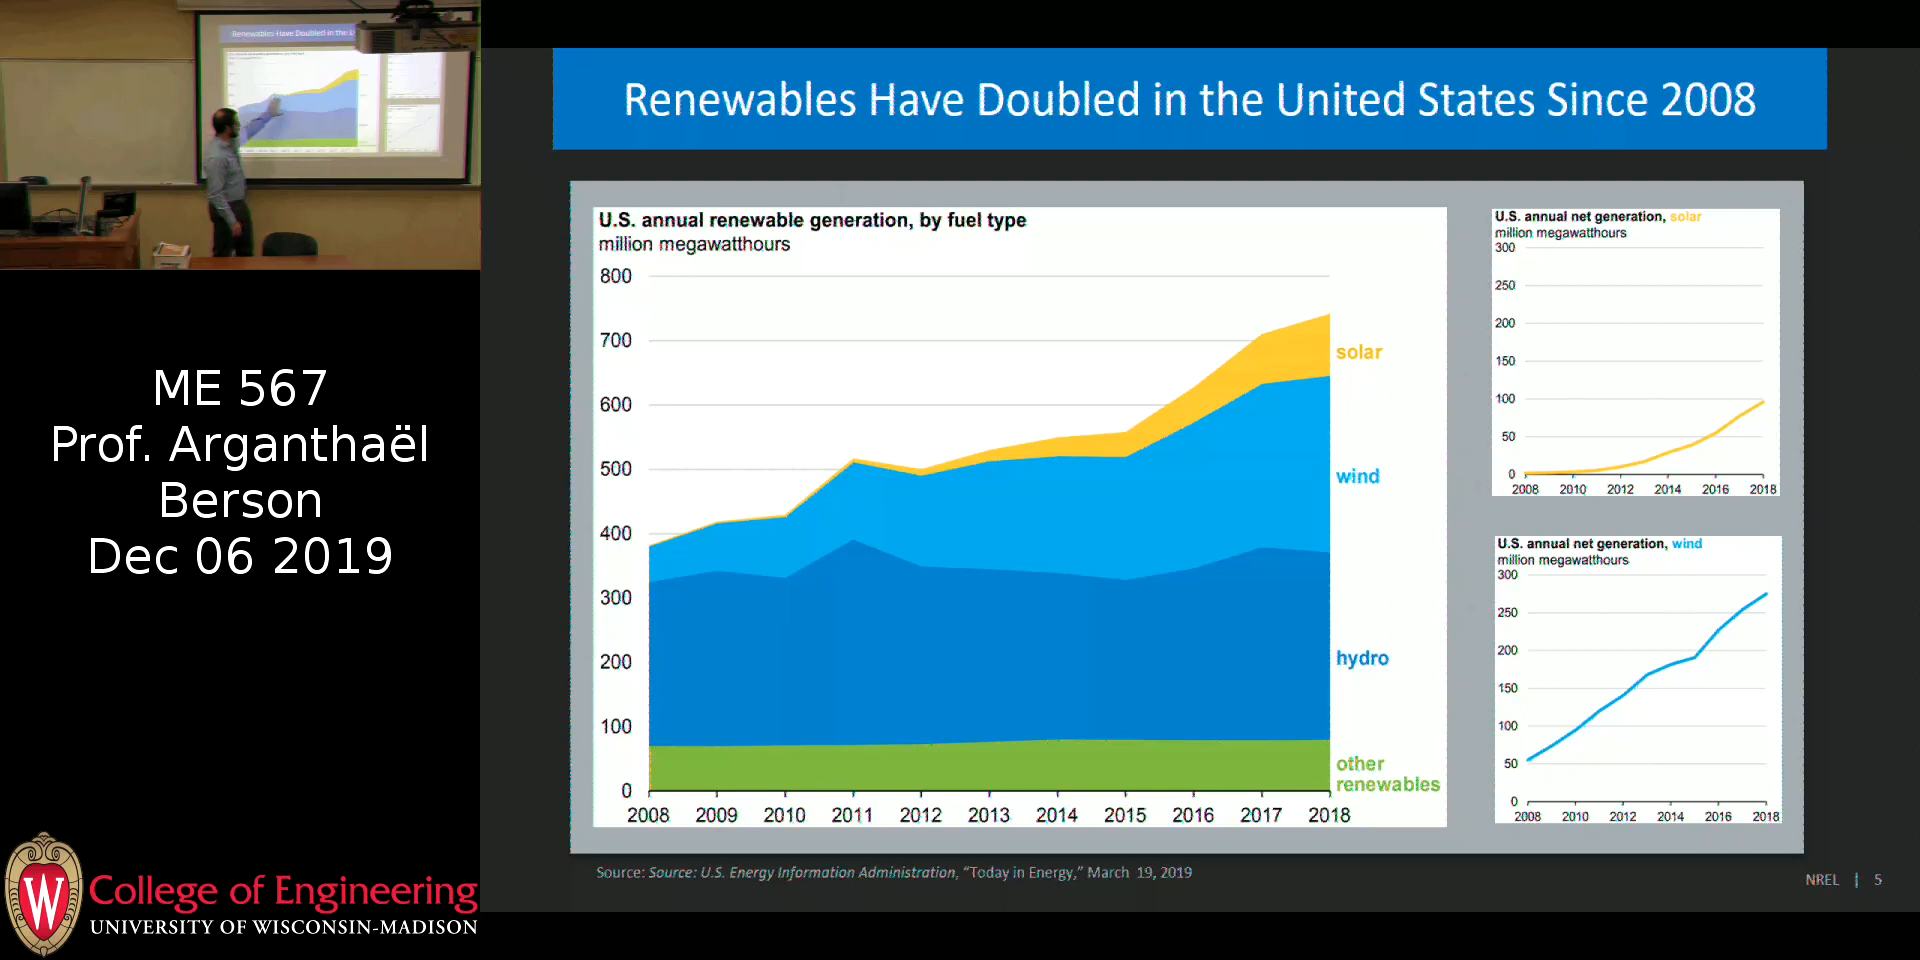 Renewables Have Doubled in the
Renewables Have Doubled in the United States Since 2008
U.S. annual renewable generation, by fuel type
million megawatthours
800
700
600
500
400
300
200
100
0
2008 2009 2010 2011 2012 2013 2014 2015 2016 2017 2018
solar
wind
hydro
other
renewables
U.S. annual net generation, solar
million megawatthours
300
250
200
150
100
50
0
2008 2010 2012 2014 2016 2018
U.S. annual net generation, wind
million megawatthours
300
250
200
150
100
50
0
2008 2010 2012 2014 2016 2018
Source: Source: U.S. Energy Information Administration, “Today in Energy,” March 19, 2019
NREL | 5
ME 567
Prof. Arganthaël
Berson
Dec 06 2019
W
College of Engineering
UNIVERSITY OF WISCONSIN-MADISON